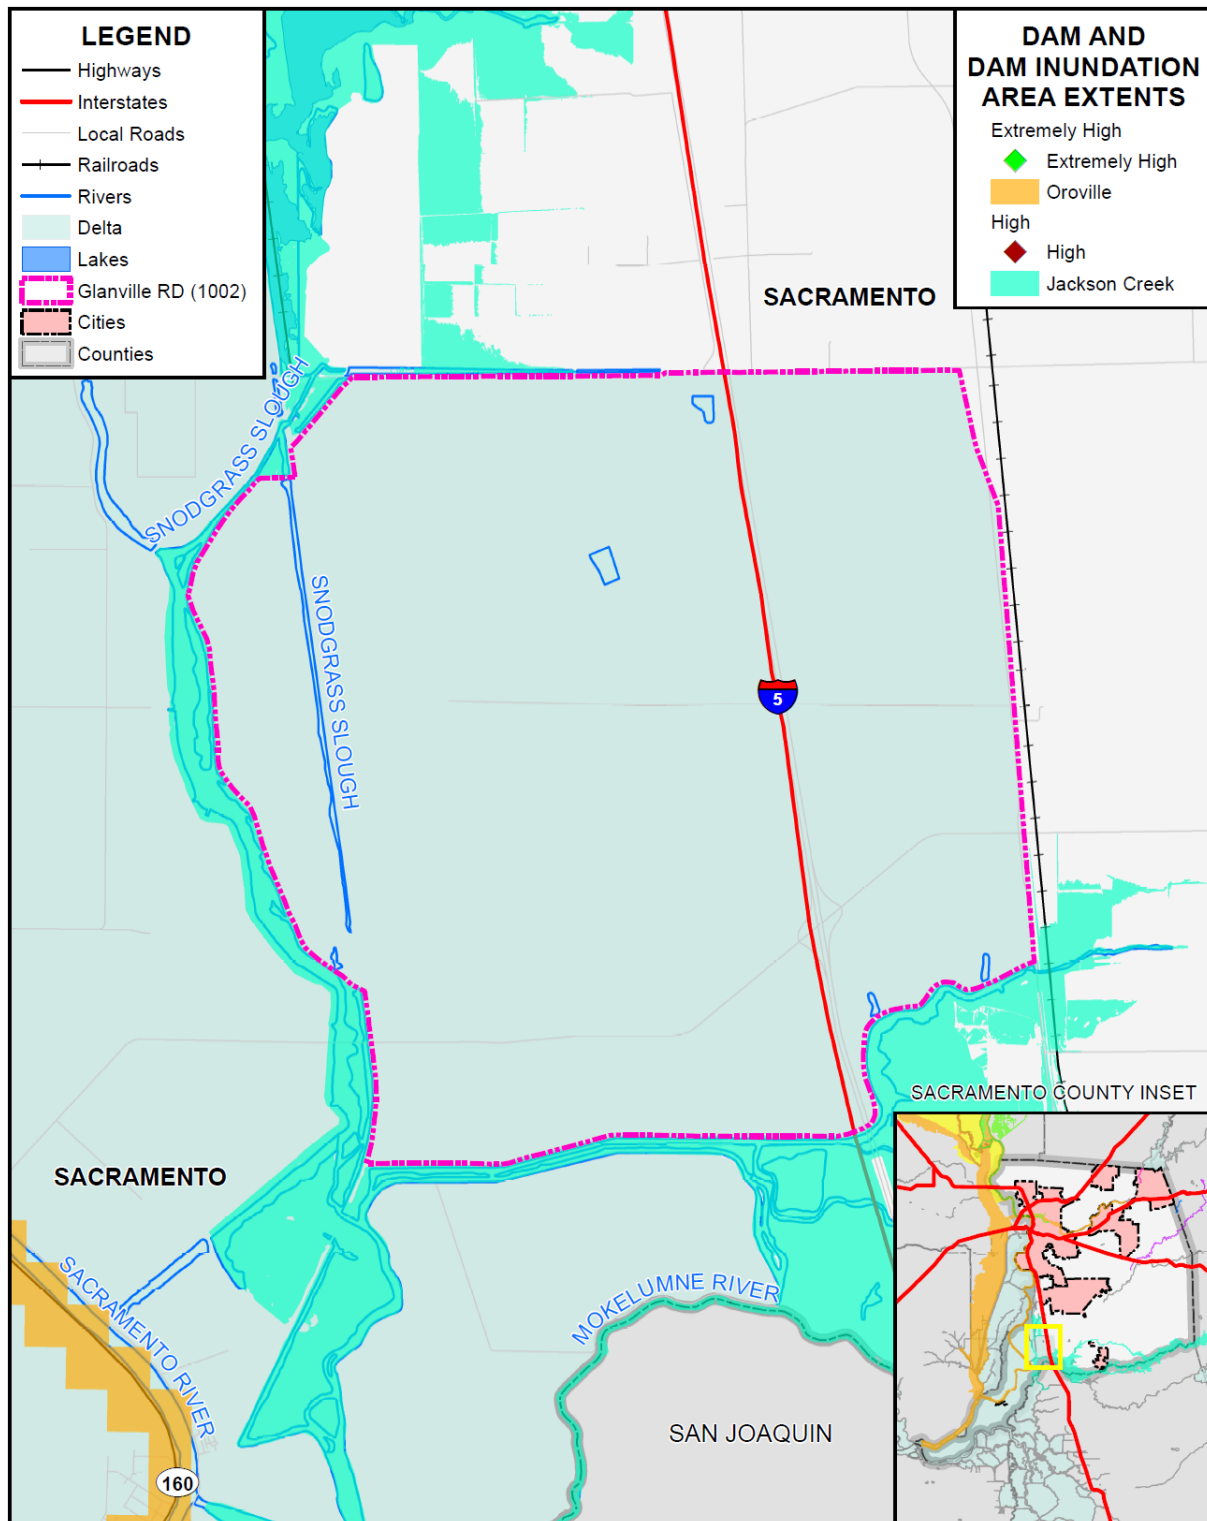 LEGEND
Highways
Interstates
Local Roads
Railroads
Rivers
Delta
Lakes
Glanville RD (1002)
Cities
Counties
DAM AND
DAM INUNDATION
AREA EXTENTS
Extremely High
Extremely High
Oroville
High
High
Jackson Creek
SACRAMENTO
SNODGRASS SLOUGH
SNODGRASS SLOUGH
5
SACRAMENTO COUNTY INSET
SACRAMENTO
SACRAMENTO RIVER
MOKELUMNE RIVER
SAN JOAQUIN
160